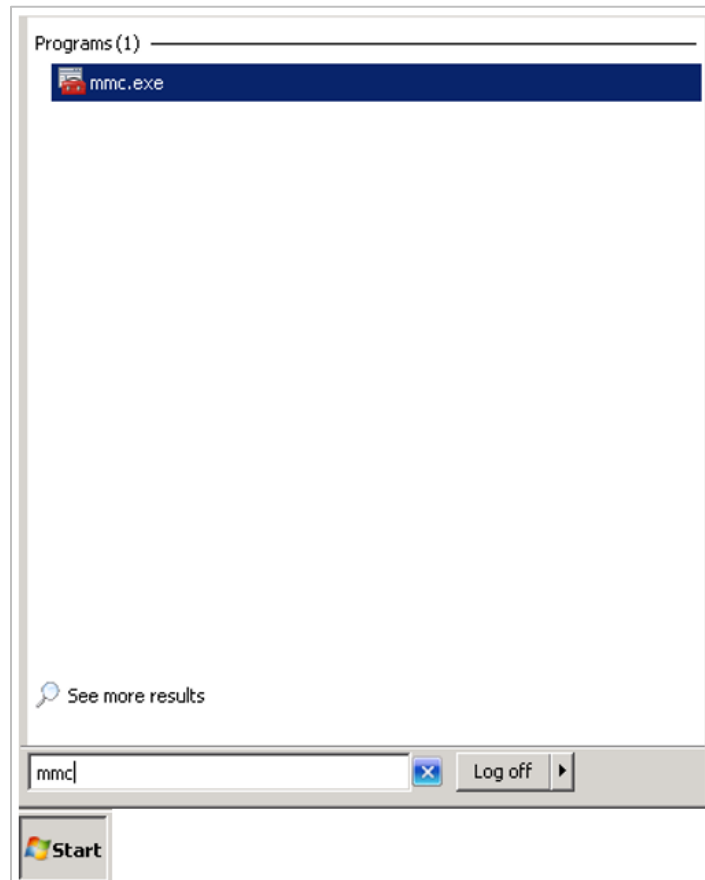 Programs (1)
mmc.exe
See more results
mmc
Log off
Start